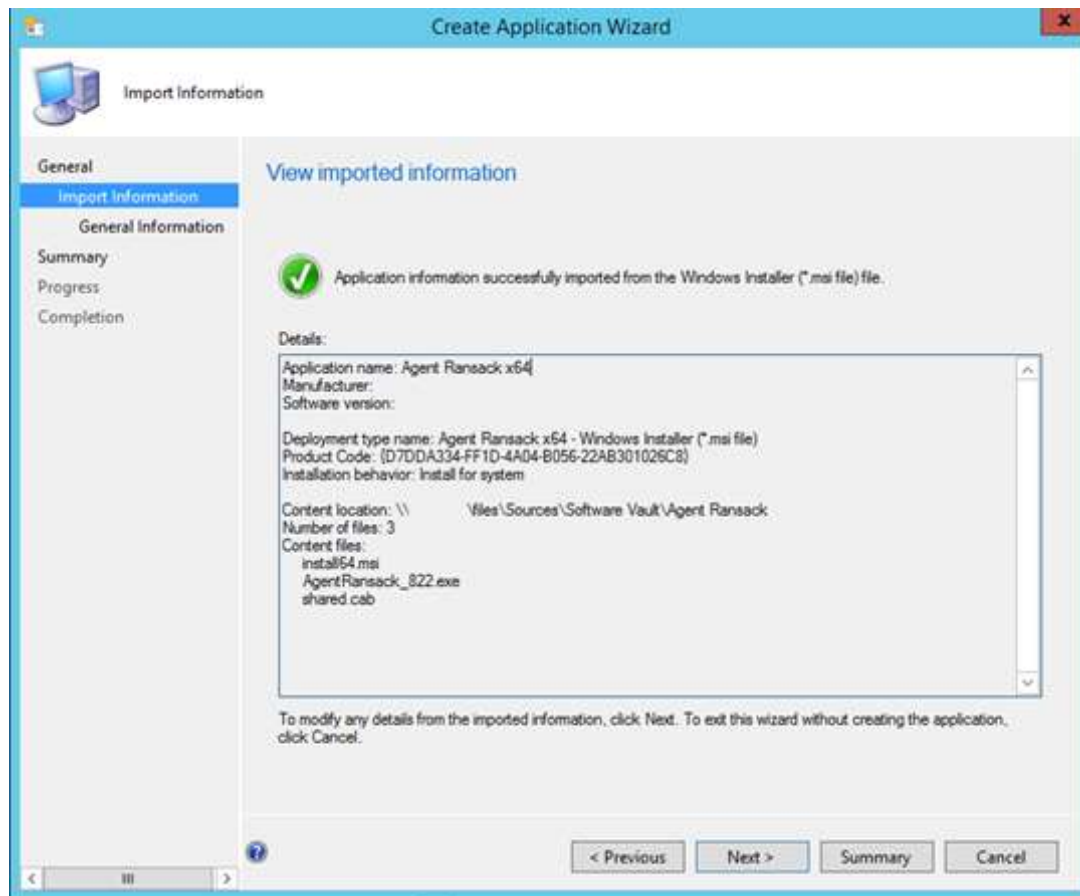 Create Application Wizard
x
Import Information
General
Import Information
General Information
Summary
Progress
Completion
View imported information
Application information successfully imported from the Windows Installer (*.msi file) file.
Details:
Application name: Agent Ransack x64
Manufacturer:
Software version:
Deployment type name: Agent Ransack x64 - Windows Installer (*.msi file)
Product Code: {D7DDA334-FF1D-4A04-B056-22AB301026C8}
Installation behavior: Install for system
Content location: \\ \files\Sources\Software Vault\Agent Ransack
Number of files: 3
Content files:
install64.msi
AgentRansack_822.exe
shared.cab
To modify any details from the imported information, click Next. To exit this wizard without creating the application,
click Cancel.
< Previous Next > Summary Cancel